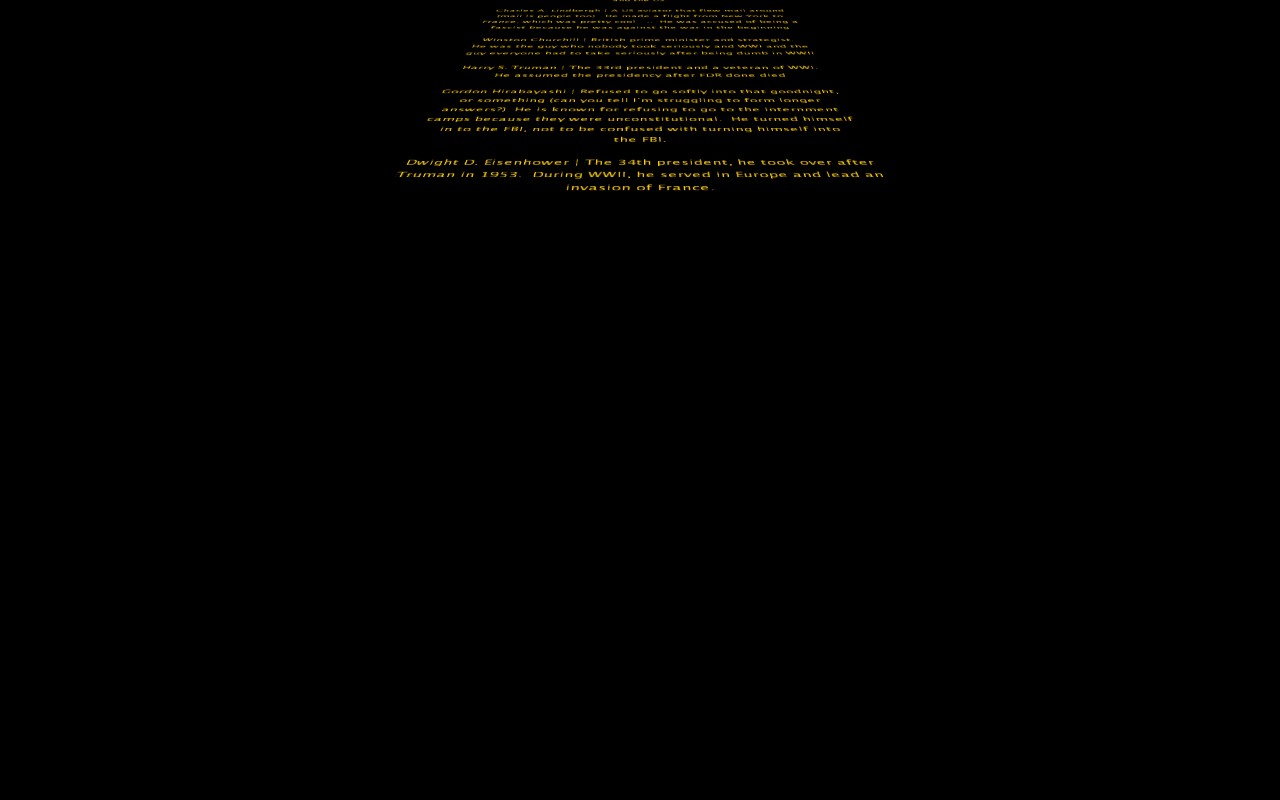 and the US
Charles A. Lindbergh | A US aviator that flew mail around
(mail is people too). He made a flight from New York to
France, which was pretty cool . . . He was accused of being a
fascist because he was against the war in the beginning
Winston Churchill | British prime minister and strategist.
He was the guy who nobody took seriously and WWI and the
guy everyone had to take seriously after being dumb in WWII
Harry S. Truman | The 33rd president and a veteran of WWI.
He assumed the presidency after FDR done died
Gordon Hirabayashi | Refused to go softly into that goodnight,
or something (can you tell I'm struggling to form longer
answers?) He is known for refusing to go to the internment
camps because they were unconstitutional. He turned himself
in to the FBI, not to be confused with turning himself into
the FBI.
Dwight D. Eisenhower | The 34th president, he took over after
Truman in 1953. During WWII, he served in Europe and lead an
invasion of France.